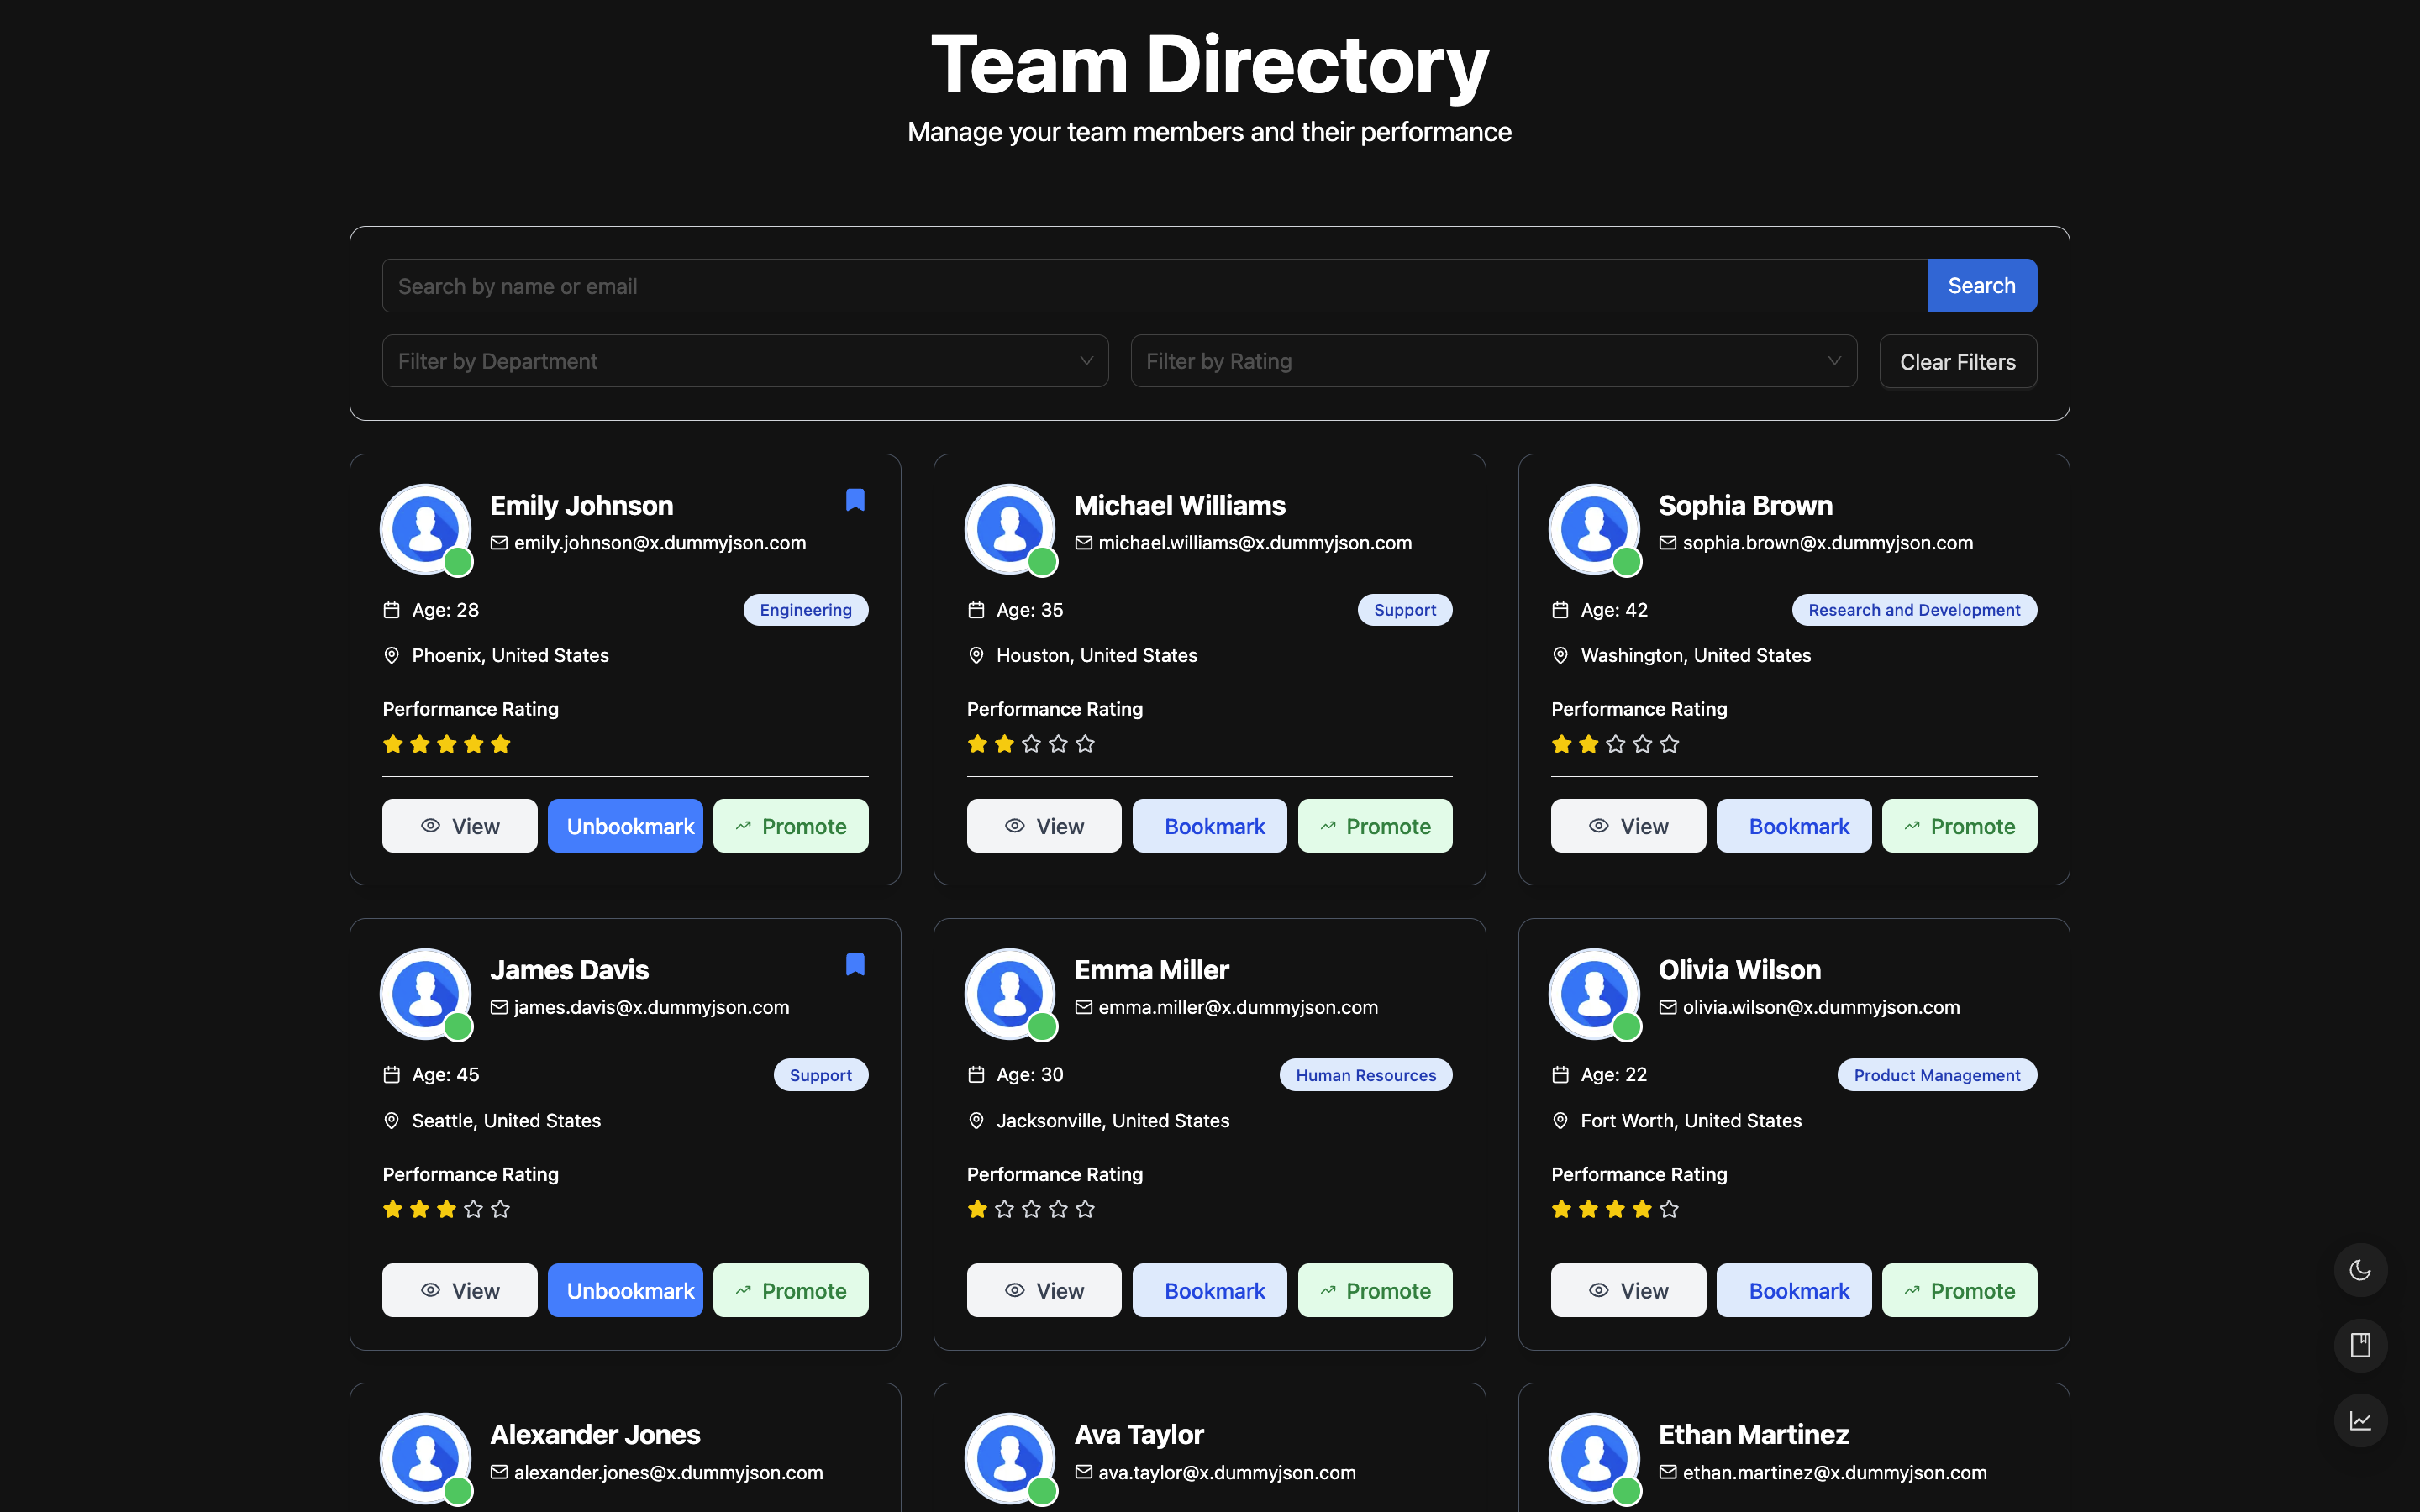 Team Directory
Manage your team members and their performance
Search by name or email
Search
Filter by Department
Filter by Rating
Clear Filters
Emily Johnson
emily.johnson@x.dummyjson.com
Age: 28
Engineering
Phoenix, United States
Performance Rating
View
Unbookmark
Promote
Michael Williams
michael.williams@x.dummyjson.com
Age: 35
Support
Houston, United States
Performance Rating
View
Bookmark
Promote
Sophia Brown
sophia.brown@x.dummyjson.com
Age: 42
Research and Development
Washington, United States
Performance Rating
View
Bookmark
Promote
James Davis
james.davis@x.dummyjson.com
Age: 45
Support
Seattle, United States
Performance Rating
View
Unbookmark
Promote
Emma Miller
emma.miller@x.dummyjson.com
Age: 30
Human Resources
Jacksonville, United States
Performance Rating
View
Bookmark
Promote
Olivia Wilson
olivia.wilson@x.dummyjson.com
Age: 22
Product Management
Fort Worth, United States
Performance Rating
View
Bookmark
Promote
Alexander Jones
alexander.jones@x.dummyjson.com
Ava Taylor
ava.taylor@x.dummyjson.com
Ethan Martinez
ethan.martinez@x.dummyjson.com